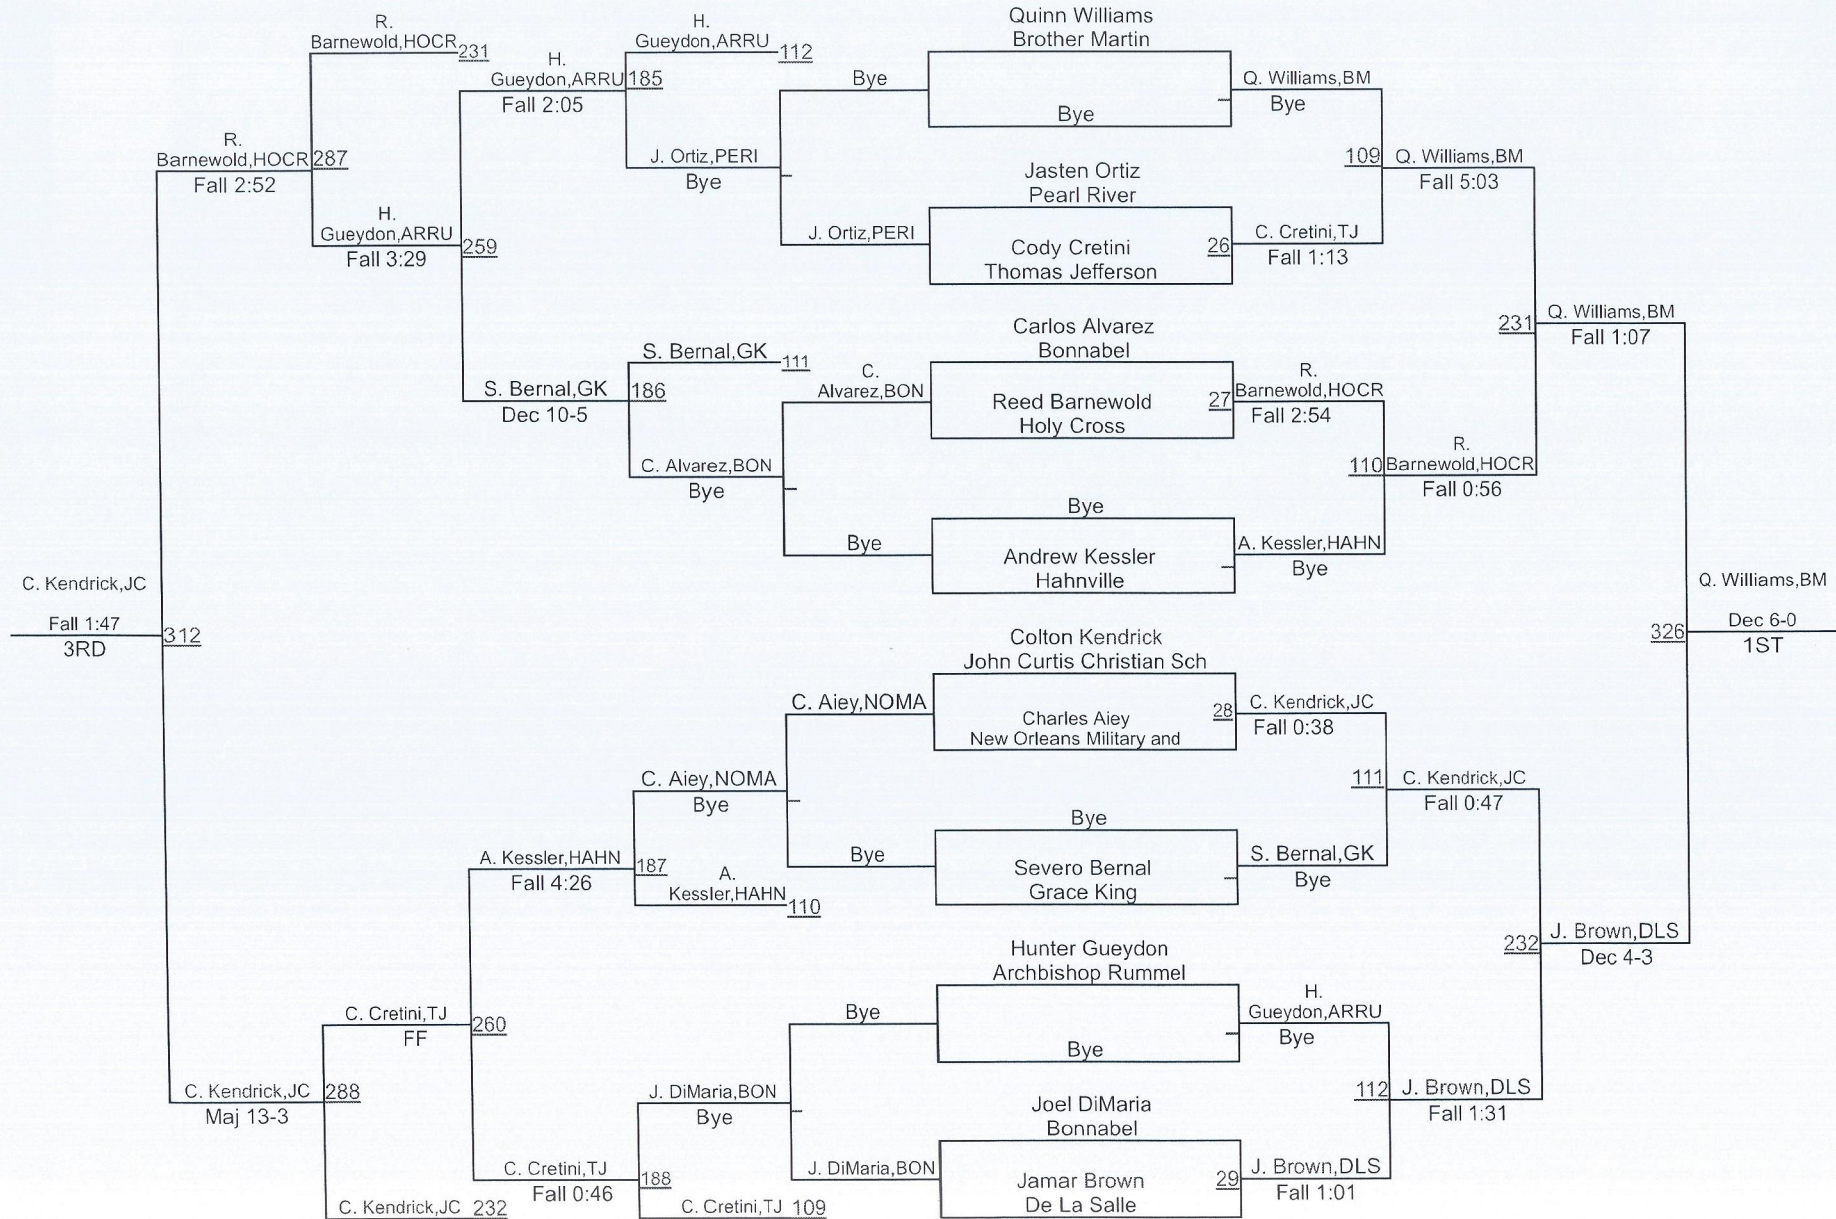 R.
Barnewold,HOCR
231
H.
Gueydon,ARRU
112
Quinn Williams
Brother Martin
H.
Gueydon,ARRU
185
Fall 2:05
Bye
Bye
Q. Williams,BM
Bye
R.
Barnewold,HOCR
287
Fall 2:52
J. Ortiz,PERI
Bye
Jasten Ortiz
Pearl River
109
Q. Williams,BM
Fall 5:03
H.
Gueydon,ARRU
259
Fall 3:29
J. Ortiz,PERI
Cody Cretini
Thomas Jefferson
26
C. Cretini,TJ
Fall 1:13
Carlos Alvarez
Bonnabel
231
Q. Williams,BM
Fall 1:07
S. Bernal,GK
111
S. Bernal,GK
186
Dec 10-5
C.
Alvarez,BON
Reed Barnewold
Holy Cross
27
R.
Barnewold,HOCR
Fall 2:54
C. Alvarez,BON
Bye
110
R.
Barnewold,HOCR
Fall 0:56
Bye
Bye
Andrew Kessler
Hahnville
A. Kessler,HAHN
Bye
C. Kendrick,JC
Fall 1:47
3RD
312
Q. Williams,BM
326
Dec 6-0
1ST
Colton Kendrick
John Curtis Christian Sch
C. Aiey,NOMA
Charles Aiey
New Orleans Military and
28
C. Kendrick,JC
Fall 0:38
C. Aiey,NOMA
Bye
111
C. Kendrick,JC
Fall 0:47
Bye
A. Kessler,HAHN
187
Fall 4:26
A.
Kessler,HAHN
110
Bye
Severo Bernal
Grace King
S. Bernal,GK
Bye
Hunter Gueydon
Archbishop Rummel
232
J. Brown,DLS
Dec 4-3
C. Cretini,TJ
260
FF
Bye
Bye
H.
Gueydon,ARRU
Bye
C. Kendrick,JC
288
Maj 13-3
J. DiMaria,BON
Bye
Joel DiMaria
Bonnabel
112
J. Brown,DLS
Fall 1:31
C. Cretini,TJ
188
Fall 0:46
J. DiMaria,BON
Jamar Brown
De La Salle
29
J. Brown,DLS
Fall 1:01
C. Kendrick,JC 232
C. Cretini,TJ 109